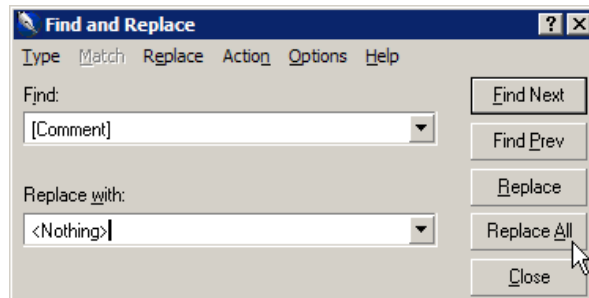 Find and Replace
Type Match Replace Action Options Help
Find:
[Comment]
Find Next
Find Prev
Replace with:
Replace
<Nothing>
Replace All
Close